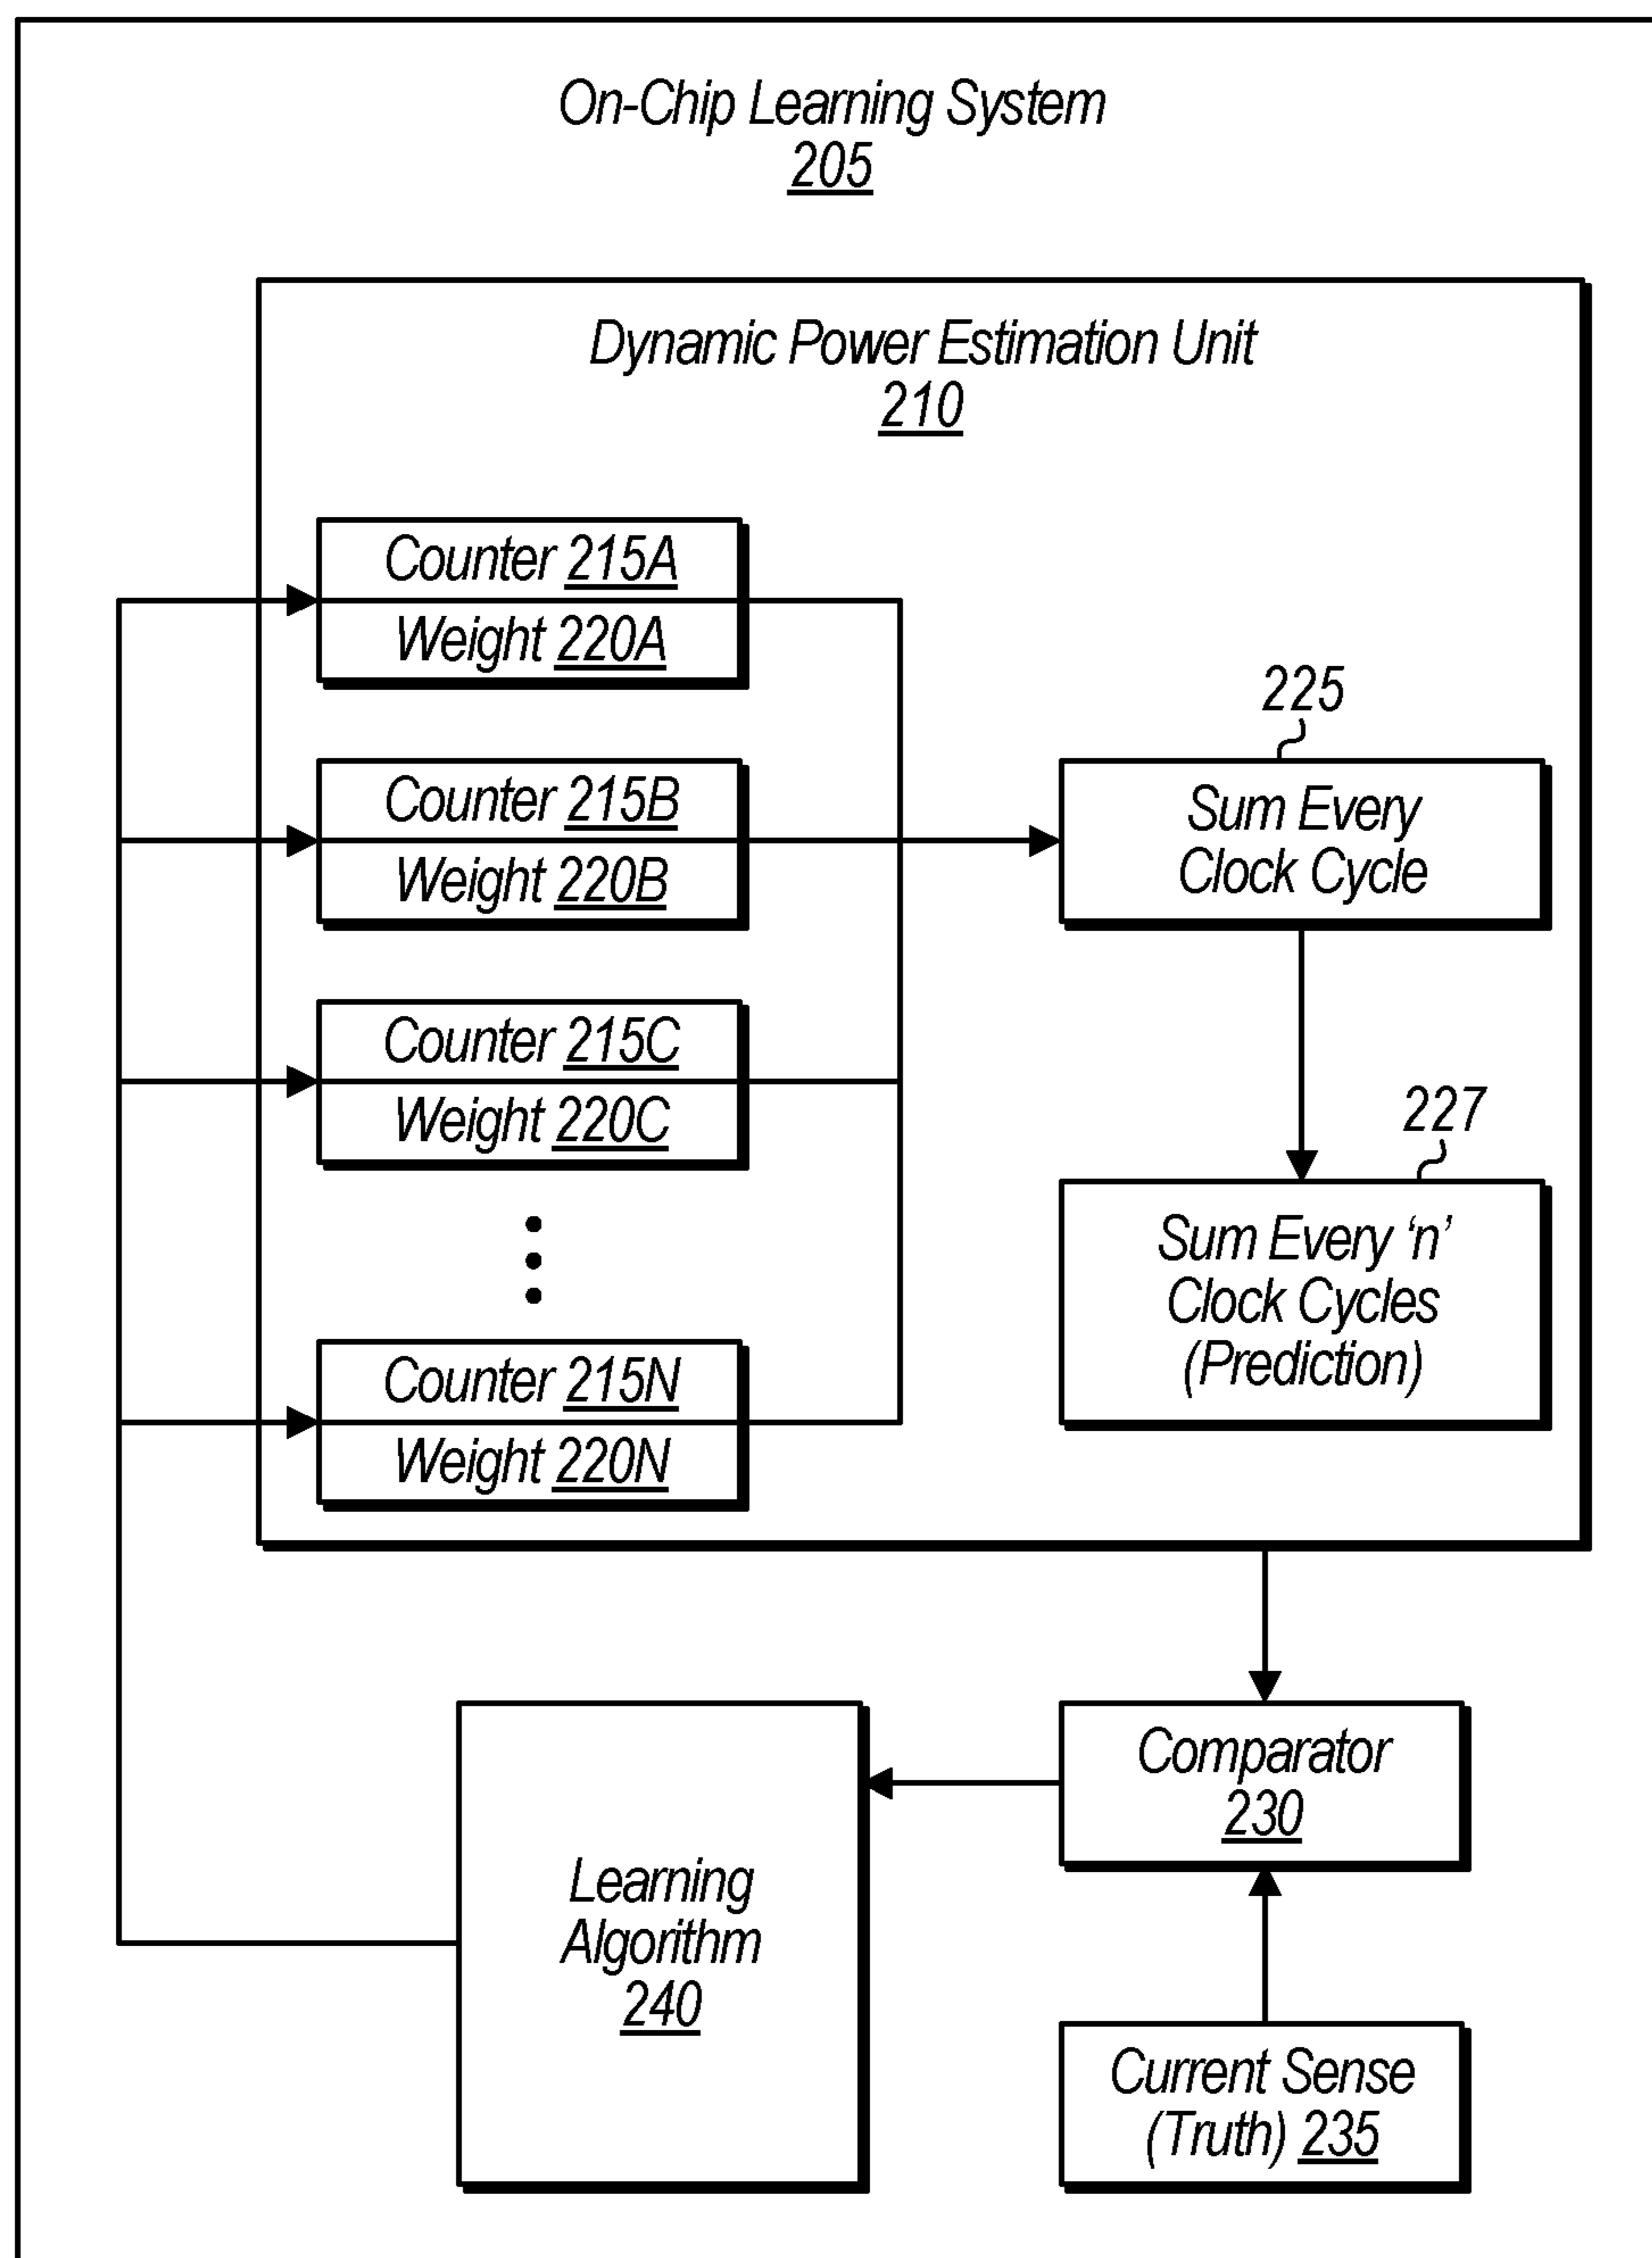 On-Chip Learning System
205
Dynamic Power Estimation Unit
210
Counter 215A
Weight 220A
Counter 215B
Weight 220B
Counter 215C
Weight 220C
Counter 215N
Weight 220N
225
Sum Every
Clock Cycle
227
Sum Every ‘n’
Clock Cycles
(Prediction)
Comparator
230
Learning
Algorithm
240
Current Sense
(Truth) 235